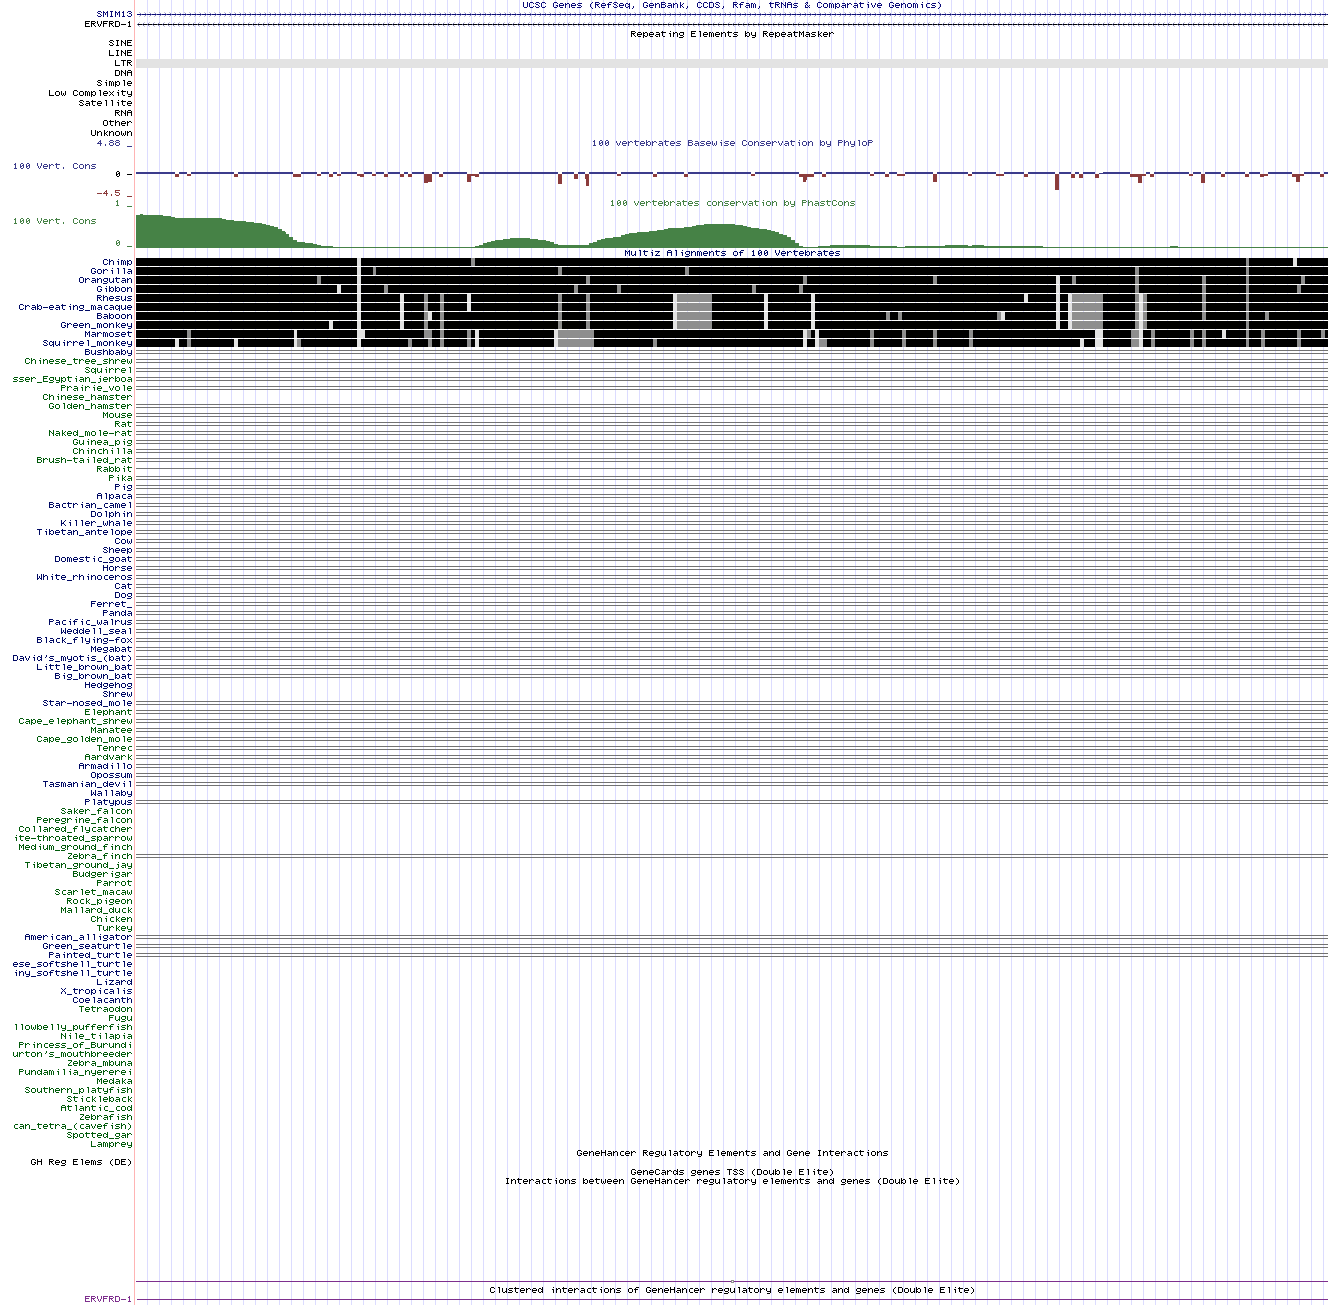 UCSC Genes (RefSeq, GenBank, CCDS, Rfam, tRNAs & Comparative Genomics)
SMIM13
ERVFRD-1
Repeating Elements by RepeatMasker
SINE
LINE
LTR
DNA
Simple
Low Complexity
Satellite
RNA
Other
Unknown
4.88 _
100 vertebrates Basewise Conservation by PhyloP
100 Vert. Cons
0 -
-4.5 _
1 _
100 vertebrates conservation by PhastCons
100 Vert. Cons
0 _
Multiz Alignments of 100 Vertebrates
Chimp
Gorilla
Orangutan
Gibbon
Rhesus
Crab-eating_macaque
Baboon
Green_monkey
Marmoset
Squirrel_monkey
Bushbaby
Chinese_tree_shrew
Squirrel
sser_Egyptian_jerboa
Prairie_vole
Chinese_hamster
Golden_hamster
Mouse
Rat
Naked_mole-rat
Guinea_pig
Chinchilla
Brush-tailed_rat
Rabbit
Pika
Pig
Alpaca
Bactrian_camel
Dolphin
Killer_whale
Tibetan_antelope
Cow
Sheep
Domestic_goat
Horse
White_rhinoceros
Cat
Dog
Ferret_
Panda
Pacific_walrus
Weddell_seal
Black_flying-fox
Megabat
David's_myotis_(bat)
Little_brown_bat
Big_brown_bat
Hedgehog
Shrew
Star-nosed_mole
Elephant
Cape_elephant_shrew
Manatee
Cape_golden_mole
Tenrec
Aardvark
Armadillo
Opossum
Tasmanian_devil
Wallaby
Platypus
Saker_falcon
Peregrine_falcon
Collared_flycatcher
ite-throated_sparrow
Medium_ground_finch
Zebra_finch
Tibetan_ground_jay
Budgerigar
Parrot
Scarlet_macaw
Rock_pigeon
Mallard_duck
Chicken
Turkey
American_alligator
Green_seaturtle
Painted_turtle
ese_softshell_turtle
iny_softshell_turtle
Lizard
X_tropicalis
Coelacanth
Tetraodon
Fugu
llowbelly_pufferfish
Nile_tilapia
Princess_of_Burundi
urton's_mouthbreeder
Zebra_mbuna
Pundamilia_nyererei
Medaka
Southern_platyfish
Stickleback
Atlantic_cod
Zebrafish
can_tetra_(cavefish)
Spotted_gar
Lamprey
GeneHancer Regulatory Elements and Gene Interactions
GH Reg Elems (DE)
GeneCards genes TSS (Double Elite)
Interactions between GeneHancer regulatory elements and genes (Double Elite)
Clustered interactions of GeneHancer regulatory elements and genes (Double Elite)
ERVFRD-1